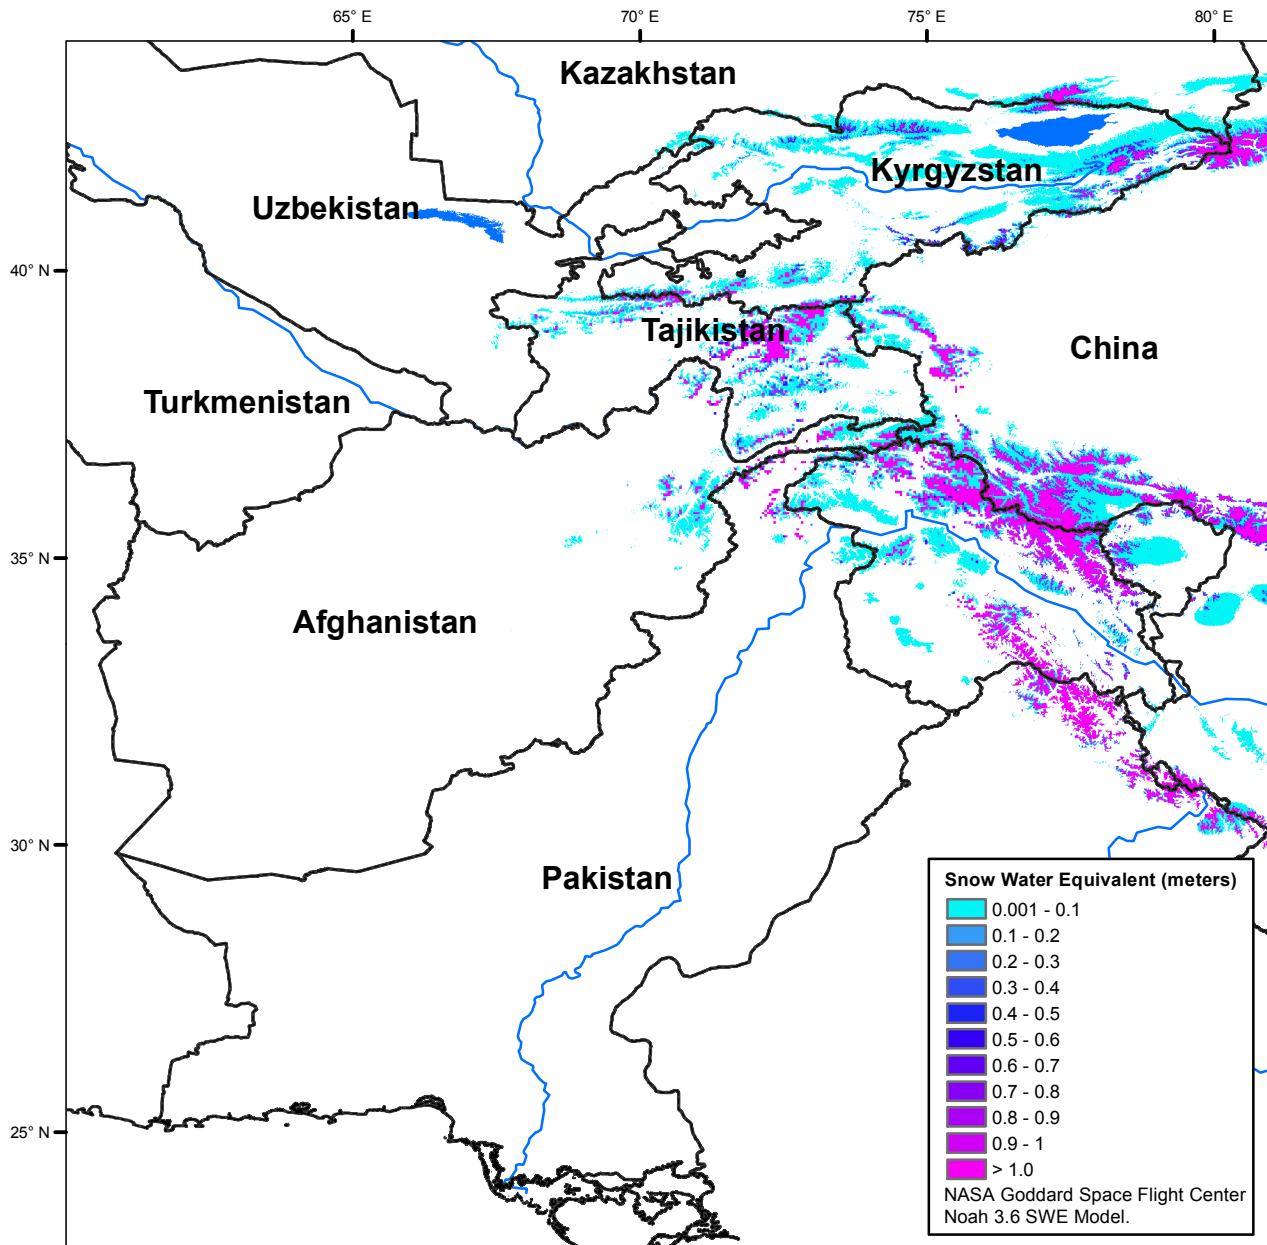 65° E
70° E
75° E
80° E
Kazakhstan
Kyrgyzstan
Uzbekistan
40° N
Tajikistan
China
Turkmenistan
35° N
Afghanistan
30° N
Pakistan
25° N
Snow Water Equivalent (meters)
0.001 - 0.1
0.1 - 0.2
0.2 - 0.3
0.3 - 0.4
0.4 - 0.5
0.5 - 0.6
0.6 - 0.7
0.7 - 0.8
0.8 - 0.9
0.9 - 1
> 1.0
NASA Goddard Space Flight Center
Noah 3.6 SWE Model.